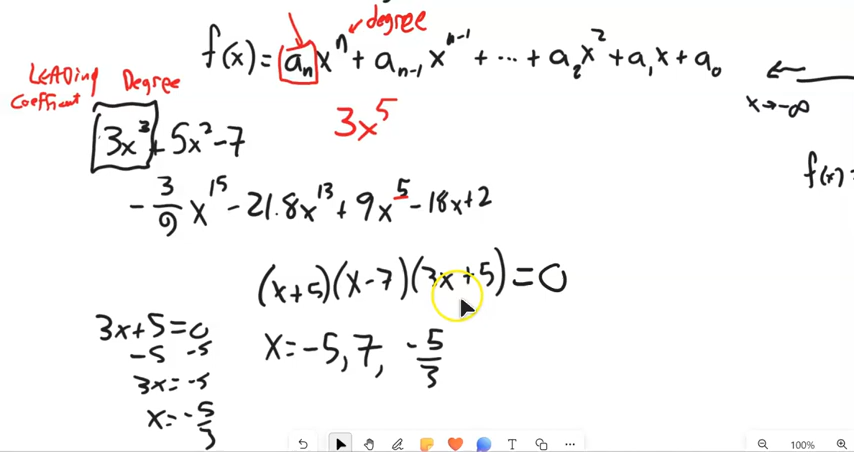 degree
f(x) = aₙxⁿ + aₙ₋₁xⁿ⁻¹ + ... + a₂x² + a₁x + a₀
LEADing Degree
Coefficient
x→-∞
3x³ + 5x² - 7
3x⁵
f(x)=
-3/9 x¹⁵ - 21.8x¹³ + 9x⁵ - 18x + 2
(x+5)(x-7)(3x+5) = 0
3x+5=0
-5 -5
3x=-5
x=-5/3
x = -5, 7, -5/3
T
100%